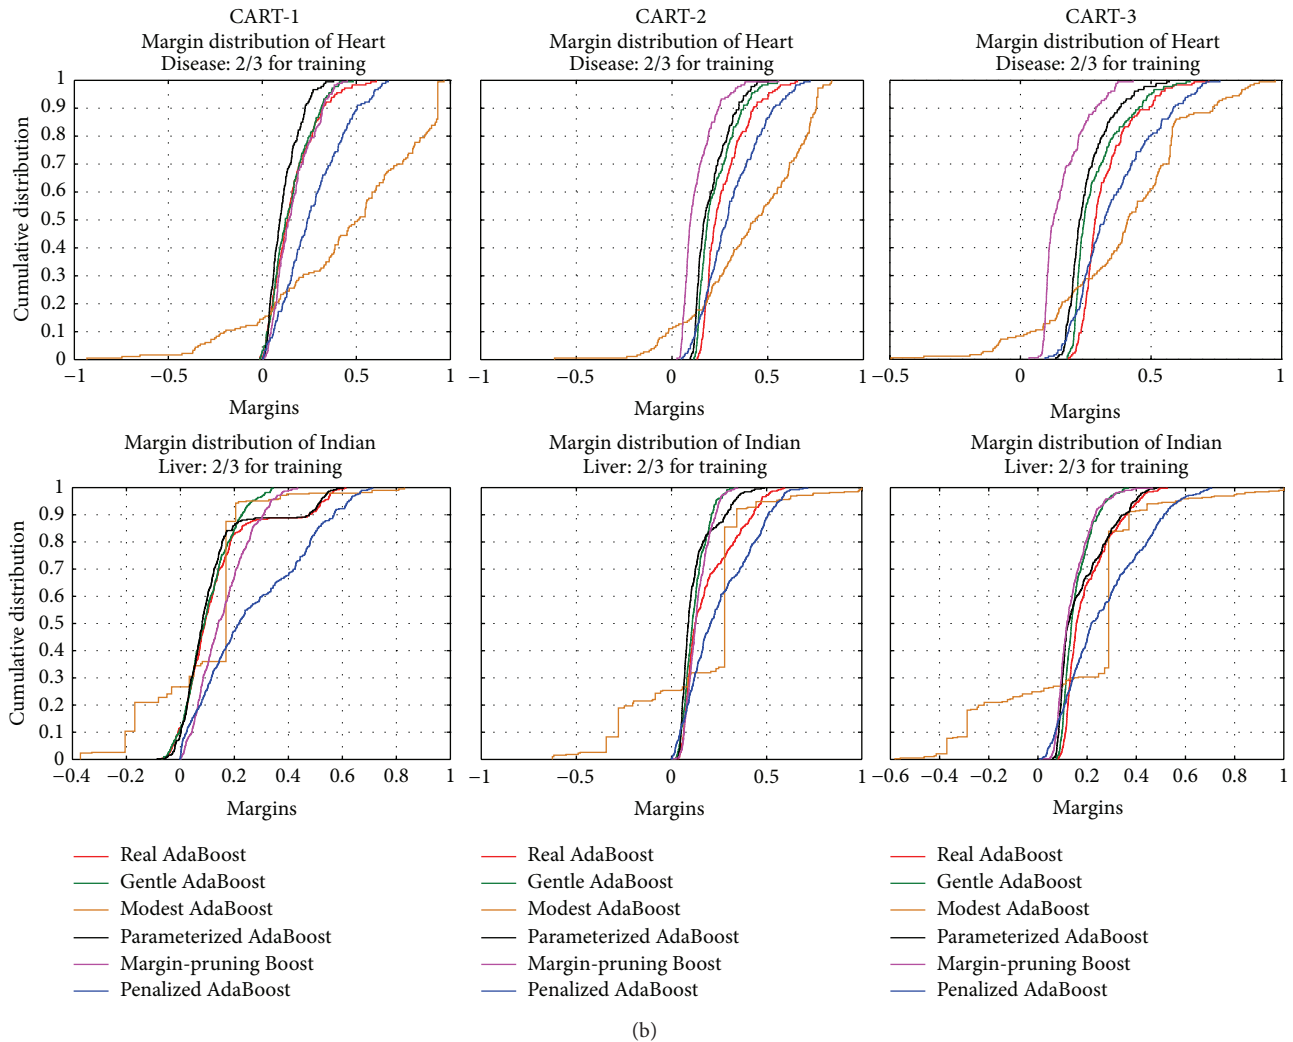 CART-1
Margin distribution of Heart
Disease: 2/3 for training
CART-2
Margin distribution of Heart
Disease: 2/3 for training
CART-3
Margin distribution of Heart
Disease: 2/3 for training
Cumulative distribution
1
0.9
0.8
0.7
0.6
0.5
0.4
0.3
0.2
0.1
0
−1 −0.5 0 0.5 1
Margins
−1 −0.5 0 0.5 1
Margins
−0.5 0 0.5 1
Margins
Margin distribution of Indian
Liver: 2/3 for training
Margin distribution of Indian
Liver: 2/3 for training
Margin distribution of Indian
Liver: 2/3 for training
Cumulative distribution
1
0.9
0.8
0.7
0.6
0.5
0.4
0.3
0.2
0.1
0
−0.4 −0.2 0 0.2 0.4 0.6 0.8 1
Margins
−1 −0.5 0 0.5 1
Margins
−0.6 −0.4 −0.2 0 0.2 0.4 0.6 0.8 1
Margins
Real AdaBoost
Gentle AdaBoost
Modest AdaBoost
Parameterized AdaBoost
Margin-pruning Boost
Penalized AdaBoost
Real AdaBoost
Gentle AdaBoost
Modest AdaBoost
Parameterized AdaBoost
Margin-pruning Boost
Penalized AdaBoost
Real AdaBoost
Gentle AdaBoost
Modest AdaBoost
Parameterized AdaBoost
Margin-pruning Boost
Penalized AdaBoost
(b)